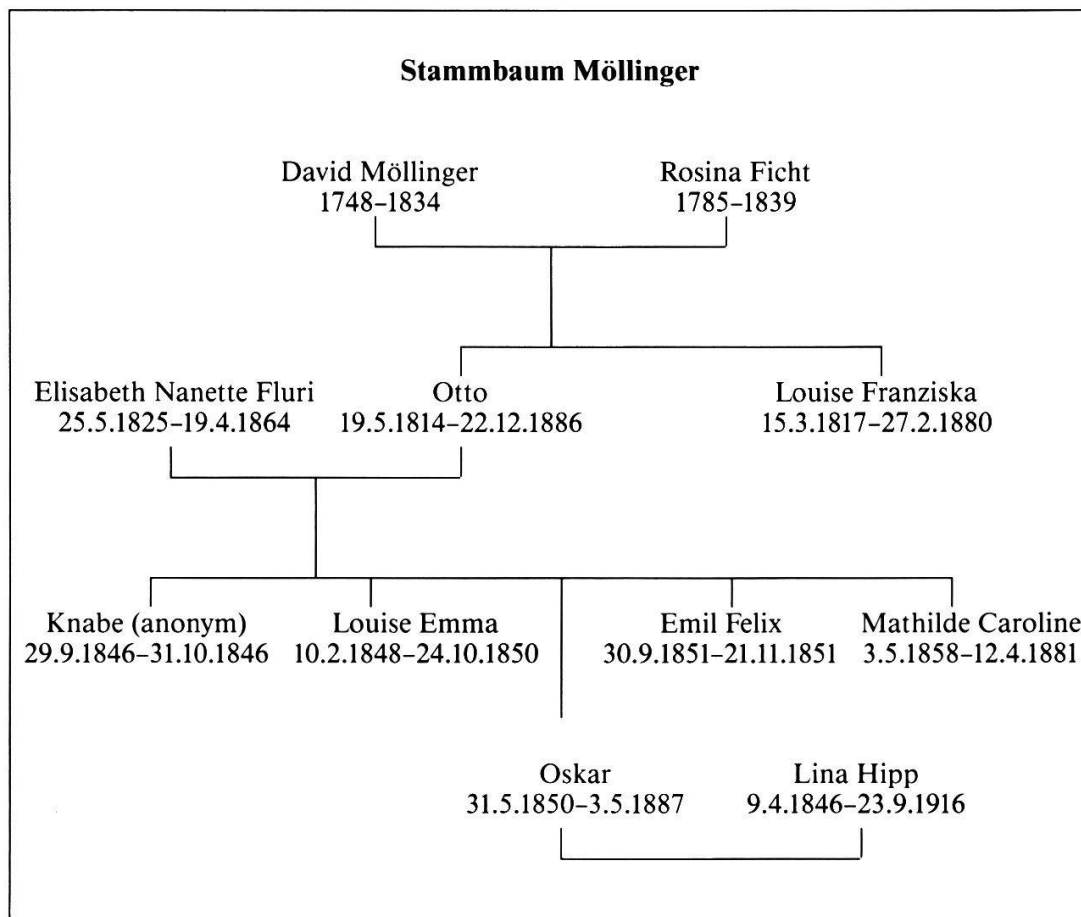 Stammbaum Möllinger
David Möllinger
1748–1834
Rosina Ficht
1785–1839
Elisabeth Nanette Fluri
25.5.1825–19.4.1864
Otto
19.5.1814–22.12.1886
Louise Franziska
15.3.1817–27.2.1880
Knabe (anonym)
29.9.1846–31.10.1846
Louise Emma
10.2.1848–24.10.1850
Emil Felix
30.9.1851–21.11.1851
Mathilde Caroline
3.5.1858–12.4.1881
Oskar
31.5.1850–3.5.1887
Lina Hipp
9.4.1846–23.9.1916